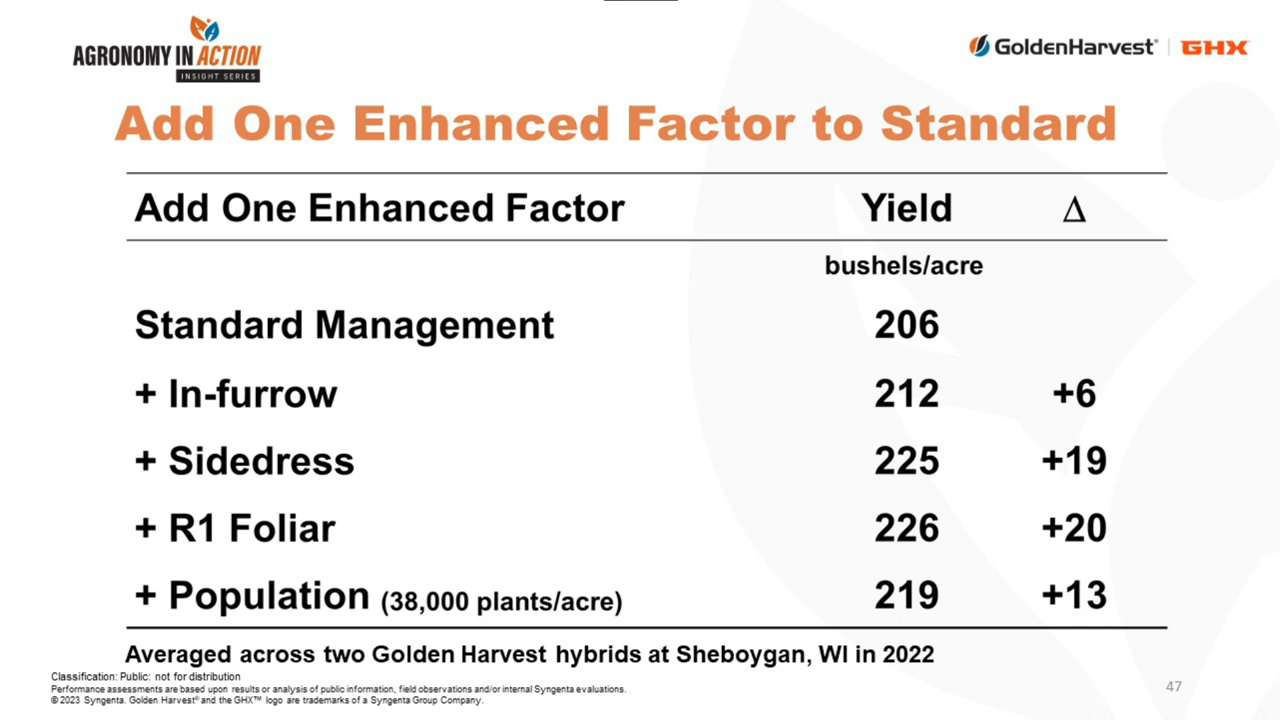 AGRONOMY IN ACTION
INSIGHT SERIES
GoldenHarvest® | GHX
Add One Enhanced Factor to Standard
Add One Enhanced Factor Yield Δ
bushels/acre
Standard Management 206
+ In-furrow 212 +6
+ Sidedress 225 +19
+ R1 Foliar 226 +20
+ Population (38,000 plants/acre) 219 +13
Averaged across two Golden Harvest hybrids at Sheboygan, WI in 2022
Classification: Public: not for distribution
Performance assessments are based upon results or analysis of public information, field observations and/or internal Syngenta evaluations.
© 2023 Syngenta. Golden Harvest® and the GHX™ logo are trademarks of a Syngenta Group Company.
47